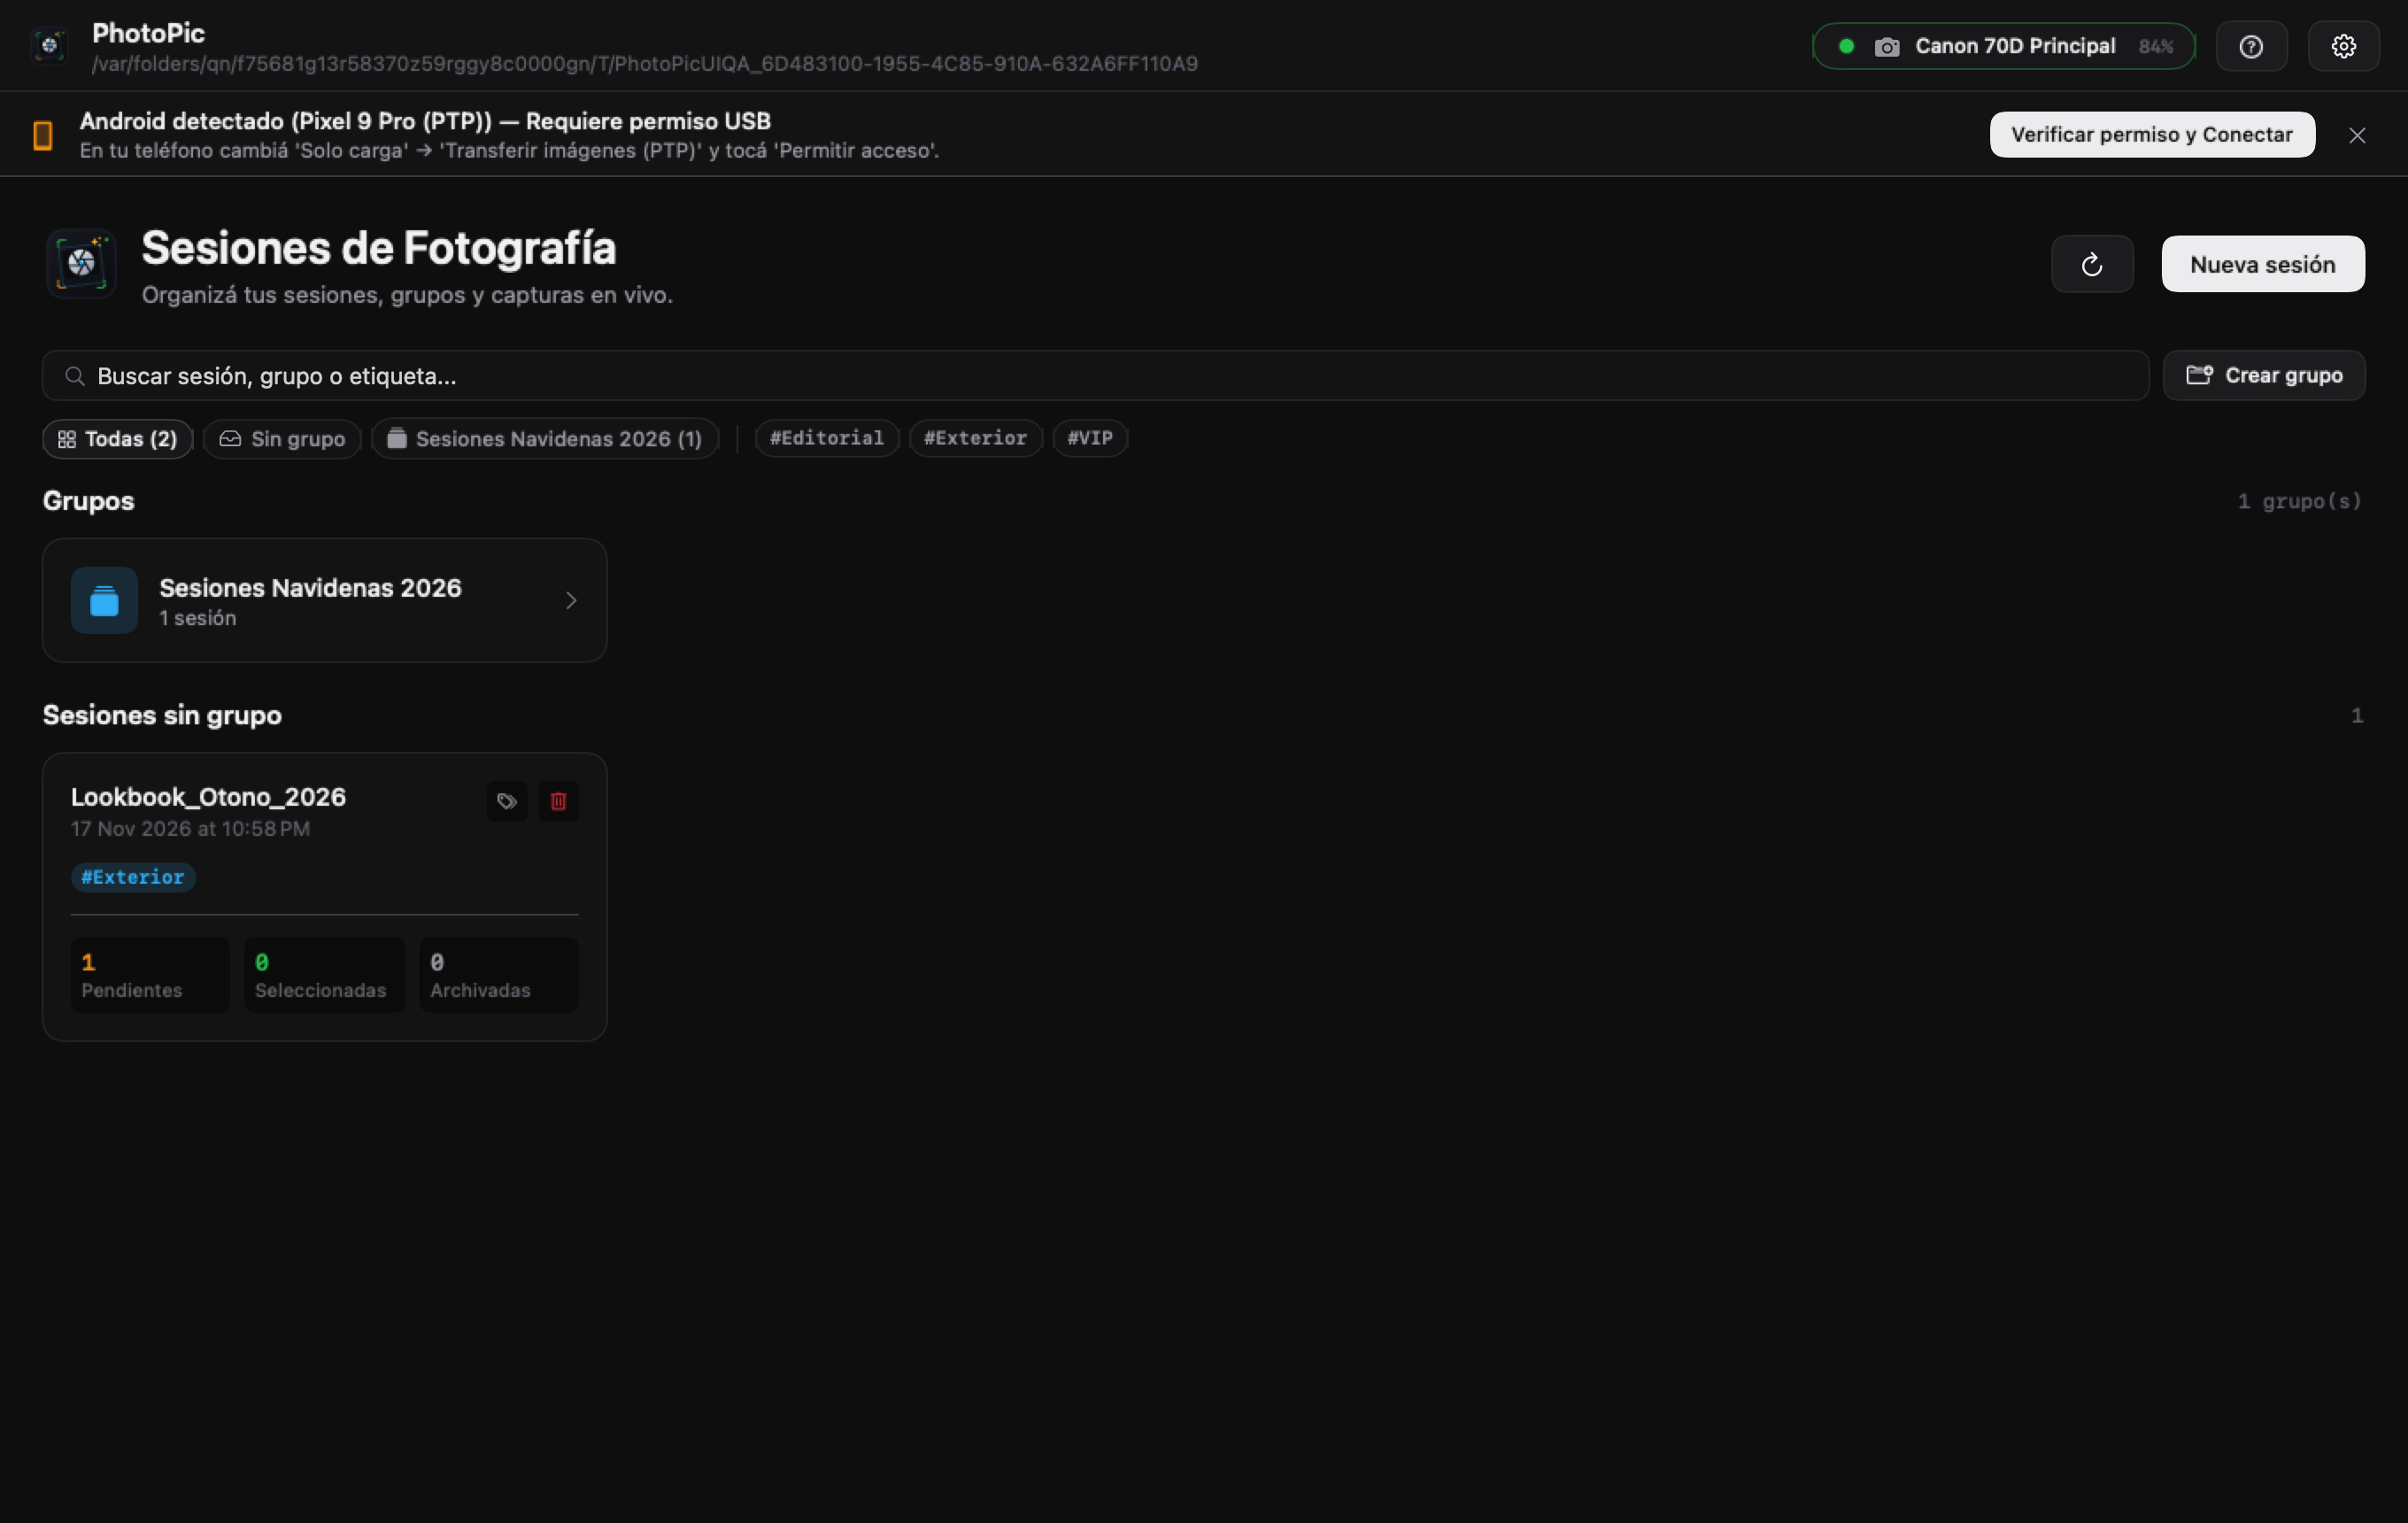 PhotoPic
/var/folders/qn/f75681g13r58370z59rggy8c0000gn/T/PhotoPicUIQA_6D483100-1955-4C85-910A-632A6FF110A9
Canon 70D Principal 84%
Android detectado (Pixel 9 Pro (PTP)) — Requiere permiso USB
En tu teléfono cambiá 'Solo carga' → 'Transferir imágenes (PTP)' y tocá 'Permitir acceso'.
Verificar permiso y Conectar
Sesiones de Fotografía
Organizá tus sesiones, grupos y capturas en vivo.
Nueva sesión
Buscar sesión, grupo o etiqueta...
Crear grupo
Todas (2) Sin grupo Sesiones Navidenas 2026 (1) #Editorial #Exterior #VIP
Grupos 1 grupo(s)
Sesiones Navidenas 2026
1 sesión
Sesiones sin grupo 1
Lookbook_Otono_2026
17 Nov 2026 at 10:58 PM
#Exterior
1 0 0
Pendientes Seleccionadas Archivadas